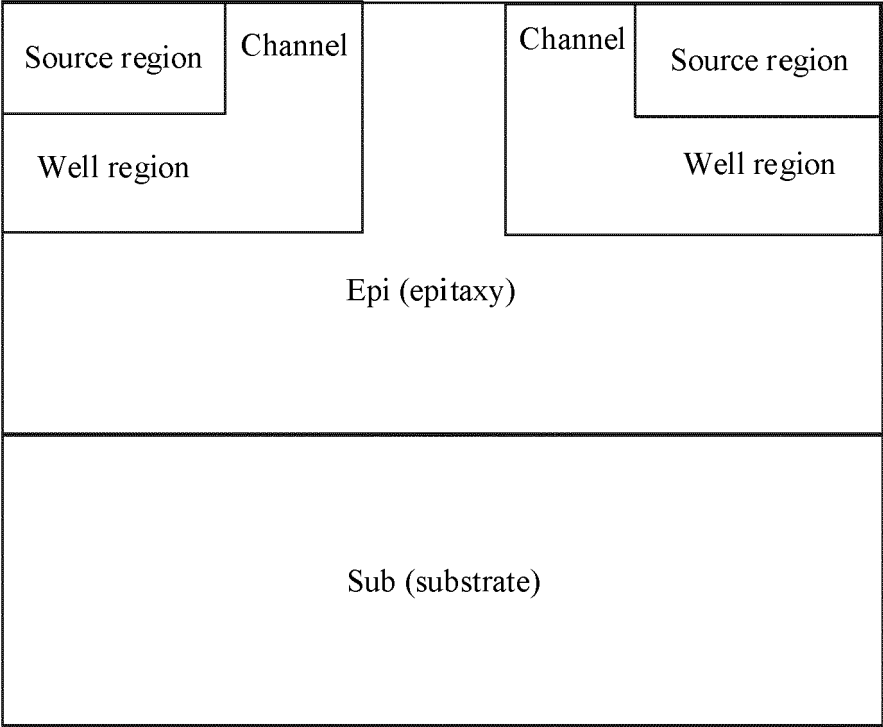 Source region
Channel
Channel
Source region
Well region
Well region
Epi (epitaxy)
Sub (substrate)